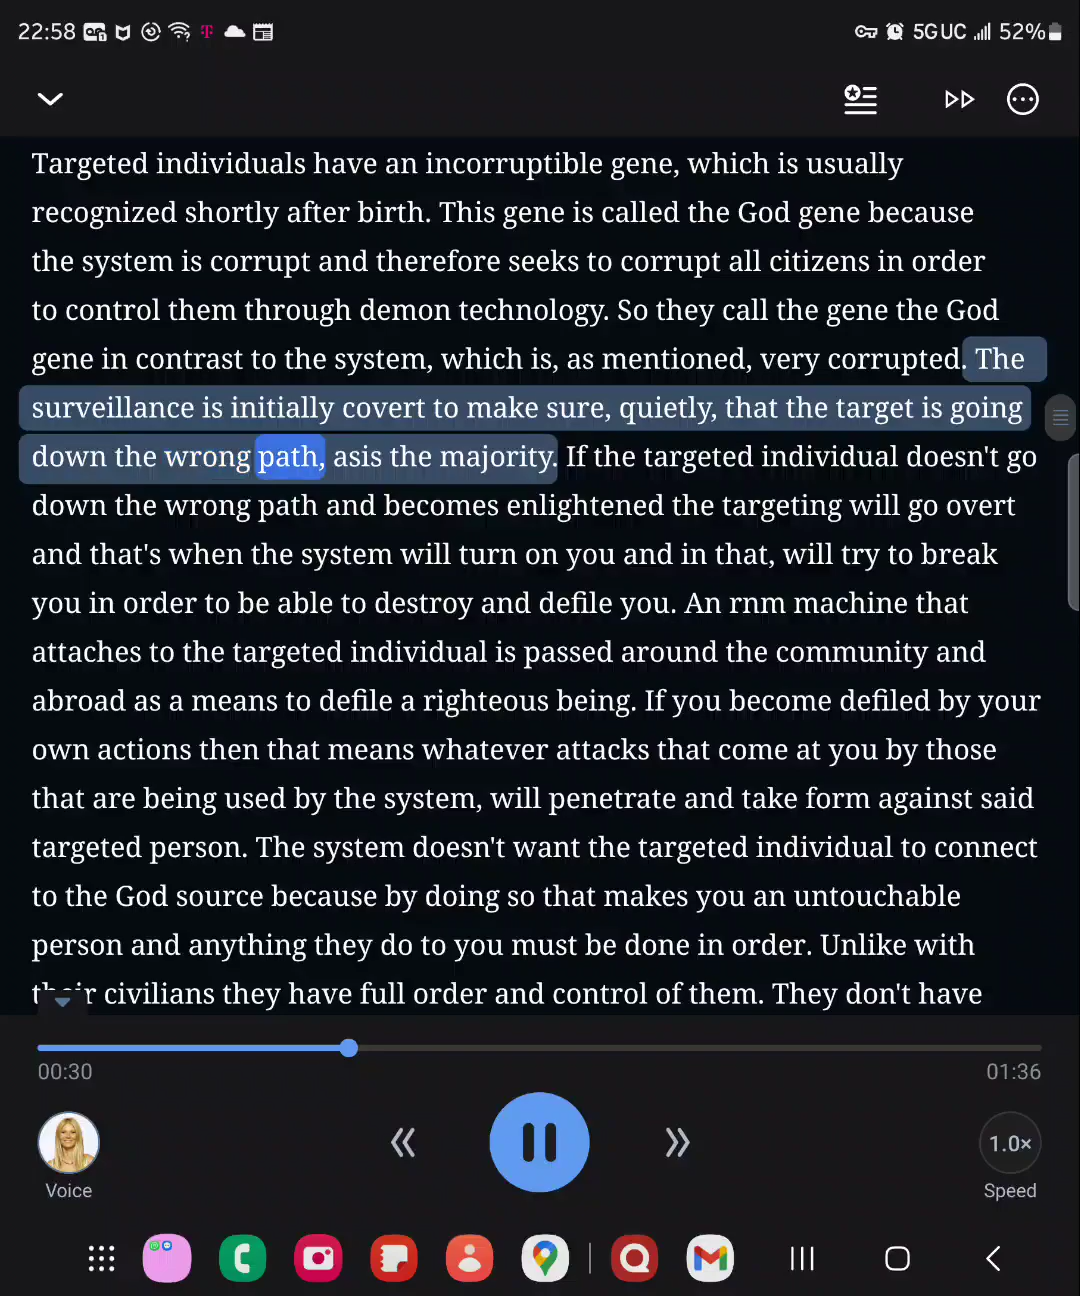 22:58 5G UC 52%
Targeted individuals have an incorruptible gene, which is usually
recognized shortly after birth. This gene is called the God gene because
the system is corrupt and therefore seeks to corrupt all citizens in order
to control them through demon technology. So they call the gene the God
gene in contrast to the system, which is, as mentioned, very corrupted. The
surveillance is initially covert to make sure, quietly, that the target is going
down the wrong path, asis the majority. If the targeted individual doesn't go
down the wrong path and becomes enlightened the targeting will go overt
and that's when the system will turn on you and in that, will try to break
you in order to be able to destroy and defile you. An rnm machine that
attaches to the targeted individual is passed around the community and
abroad as a means to defile a righteous being. If you become defiled by your
own actions then that means whatever attacks that come at you by those
that are being used by the system, will penetrate and take form against said
targeted person. The system doesn't want the targeted individual to connect
to the God source because by doing so that makes you an untouchable
person and anything they do to you must be done in order. Unlike with
their civilians they have full order and control of them. They don't have
00:30 01:36
1.0×
Voice Speed